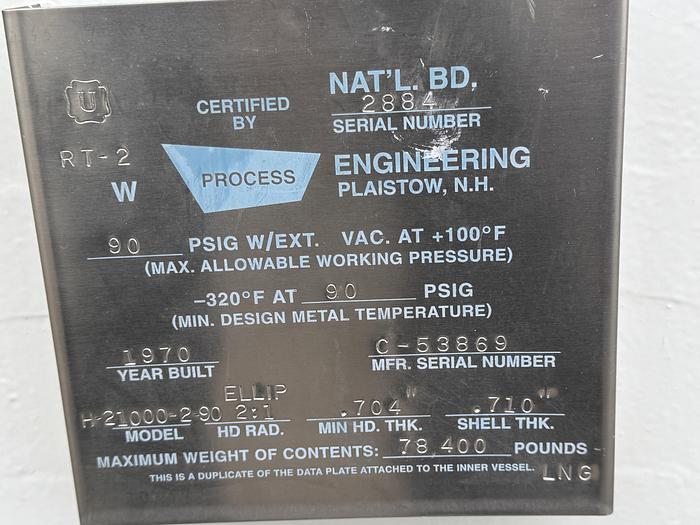 NAT'L. BD.
U
CERTIFIED
BY
2884
SERIAL NUMBER
RT-2
W
PROCESS ENGINEERING
PLAISTOW, N.H.
90 PSIG W/EXT. VAC. AT +100°F
(MAX. ALLOWABLE WORKING PRESSURE)
-320°F AT 90 PSIG
(MIN. DESIGN METAL TEMPERATURE)
1970 C-53869
YEAR BUILT MFR. SERIAL NUMBER
ELLIP
H-21000-2-90 2:1 .704" .710"
MODEL HD RAD. MIN HD. THK. SHELL THK.
MAXIMUM WEIGHT OF CONTENTS: 78,400 POUNDS
THIS IS A DUPLICATE OF THE DATA PLATE ATTACHED TO THE INNER VESSEL. LNG